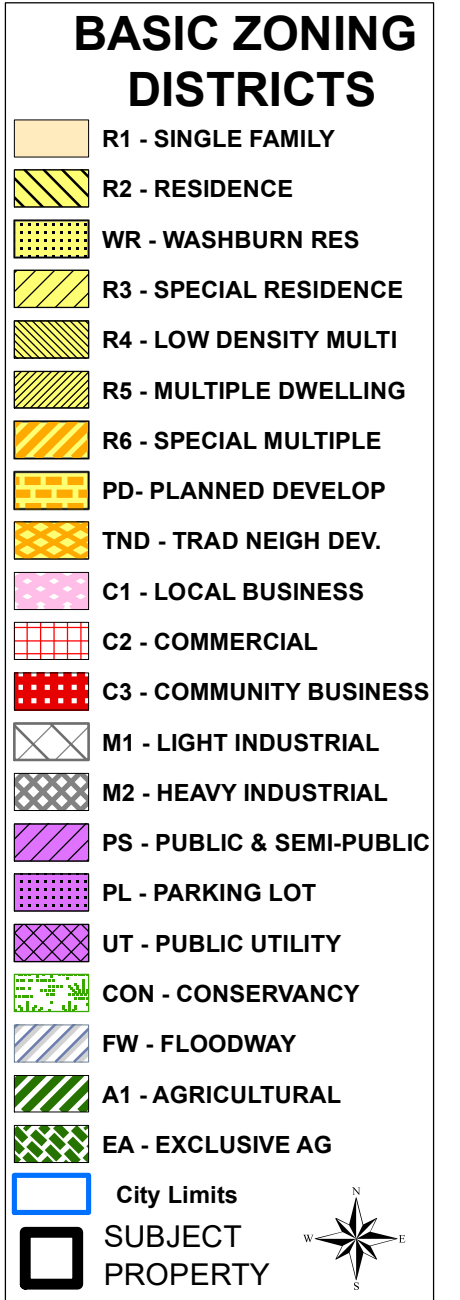 BASIC ZONING
DISTRICTS
R1 - SINGLE FAMILY
R2 - RESIDENCE
WR - WASHBURN RES
R3 - SPECIAL RESIDENCE
R4 - LOW DENSITY MULTI
R5 - MULTIPLE DWELLING
R6 - SPECIAL MULTIPLE
PD- PLANNED DEVELOP
TND - TRAD NEIGH DEV.
C1 - LOCAL BUSINESS
C2 - COMMERCIAL
C3 - COMMUNITY BUSINESS
M1 - LIGHT INDUSTRIAL
M2 - HEAVY INDUSTRIAL
PS - PUBLIC & SEMI-PUBLIC
PL - PARKING LOT
UT - PUBLIC UTILITY
CON - CONSERVANCY
FW - FLOODWAY
A1 - AGRICULTURAL
EA - EXCLUSIVE AG
City Limits
SUBJECT
PROPERTY
N
W E
S